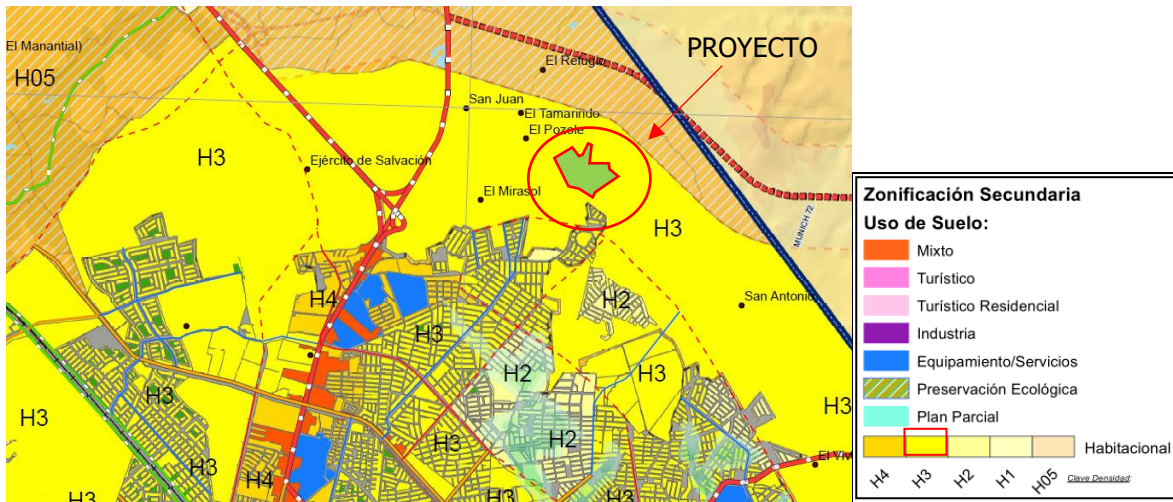 PROYECTO
El Manantial)
H05
El Refugio
San Juan
El Tamarindo
El Pozole
H3
Ejército de Salvación
El Mirasol
H3
MUNICH 72
H4
H2
San Antonio
H3
H2
H3
H3
H3
H3
H3
H2
H3
H4
H3
H3
H3
Zonificación Secundaria
Uso de Suelo:
Mixto
Turístico
Turístico Residencial
Industria
Equipamiento/Servicios
Preservación Ecológica
Plan Parcial
Habitacional
H4 H3 H2 H1 H05 Clave Densidad: